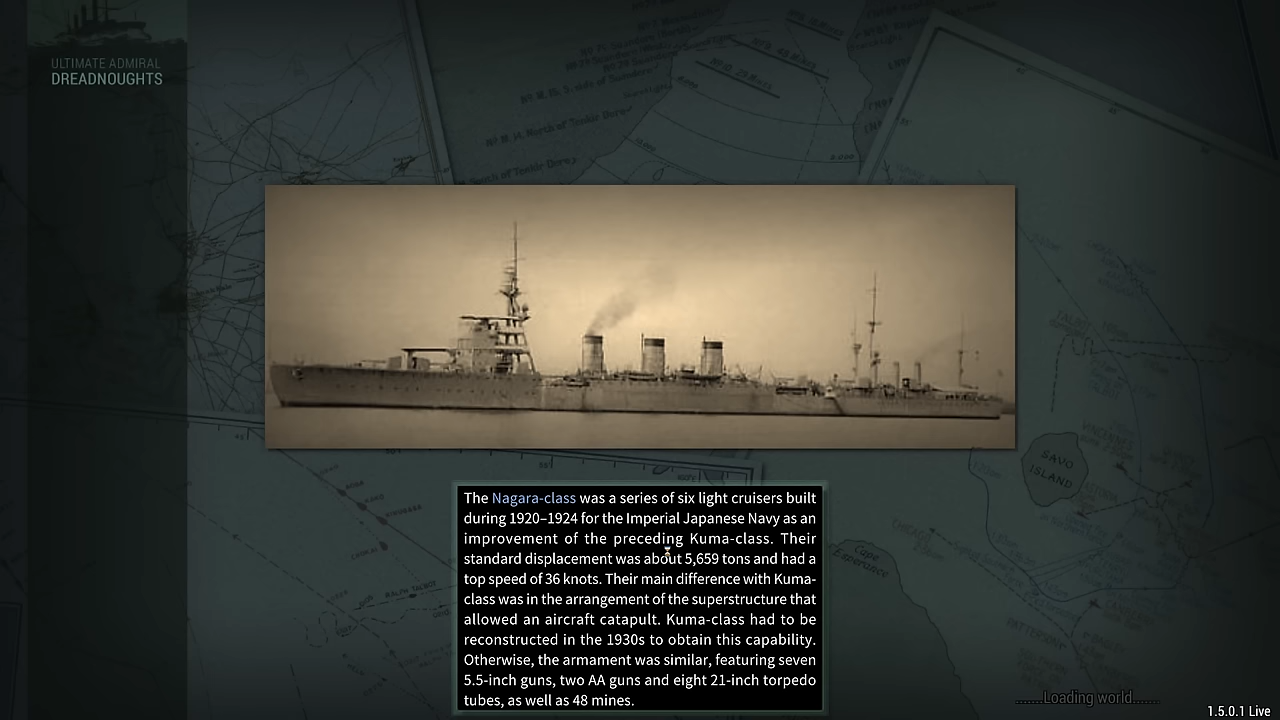 ULTIMATE ADMIRAL
DREADNOUGHTS
The Nagara-class was a series of six light cruisers built
during 1920–1924 for the Imperial Japanese Navy as an
improvement of the preceding Kuma-class. Their
standard displacement was about 5,659 tons and had a
top speed of 36 knots. Their main difference with Kuma-
class was in the arrangement of the superstructure that
allowed an aircraft catapult. Kuma-class had to be
reconstructed in the 1930s to obtain this capability.
Otherwise, the armament was similar, featuring seven
5.5-inch guns, two AA guns and eight 21-inch torpedo
tubes, as well as 48 mines.
SAVO
ISLAND
Cape
Esperance
.......Loading world.......
1.5.0.1 Live